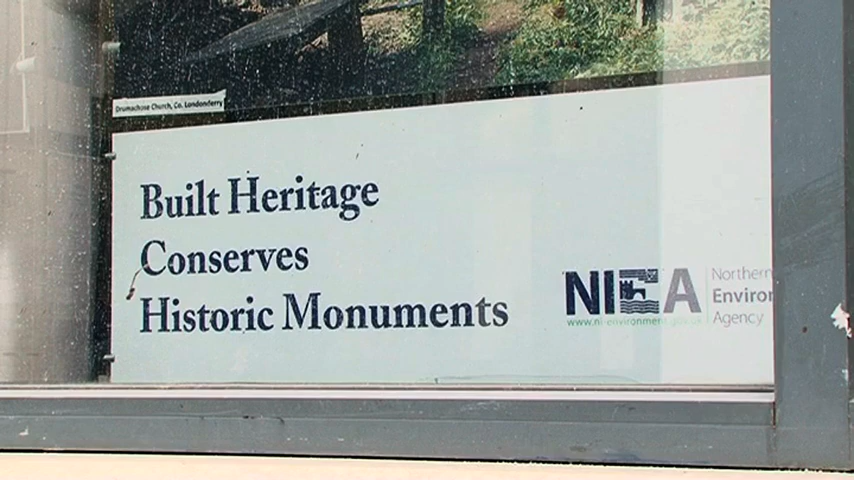 Drumachose Church, Co. Londonderry
Built Heritage
Conserves
Historic Monuments
NIEA
www.ni-environment.gov.uk
Northern
Environ
Agency